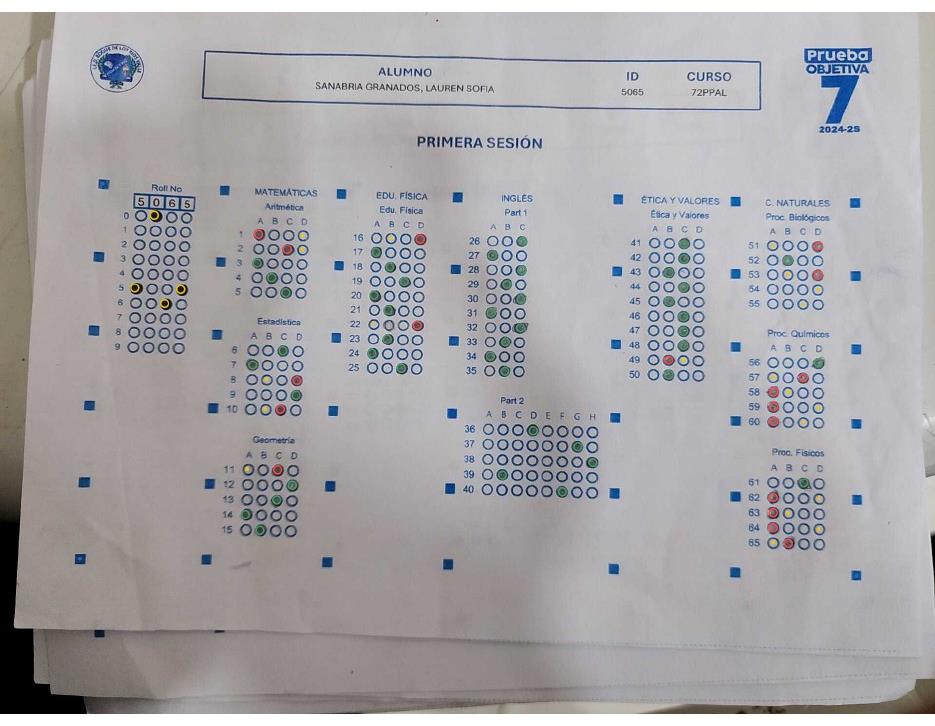 Prueba
OBJETIVA
7
2024-25
ALUMNO ID CURSO
SANABRIA GRANADOS, LAUREN SOFIA 5065 72PPAL
PRIMERA SESIÓN
Roll No
5 0 6 5
0
1
2
3
4
5
6
7
8
9
MATEMÁTICAS
Aritmética
A B C D
1
2
3
4
5
Estadística
A B C D
6
7
8
9
10
Geometría
A B C D
11
12
13
14
15
EDU. FÍSICA
Edu. Física
A B C D
16
17
18
19
20
21
22
23
24
25
INGLÉS
Part 1
A B C
26
27
28
29
30
31
32
33
34
35
Part 2
A B C D E F G H
36
37
38
39
40
ÉTICA Y VALORES
Ética y Valores
A B C D
41
42
43
44
45
46
47
48
49
50
C. NATURALES
Proc. Biológicos
A B C D
51
52
53
54
55
Proc. Químicos
A B C D
56
57
58
59
60
Proc. Físicos
A B C D
61
62
63
64
65